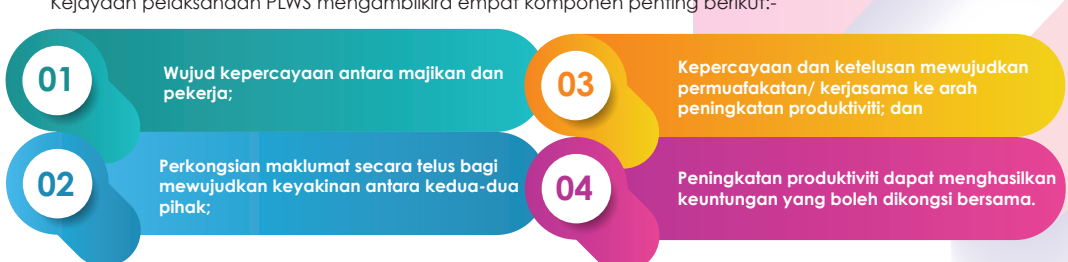 Kejayaan pelaksanaan PLWS mengambilkira empat komponen penting berikut:-
01
Wujud kepercayaan antara majikan dan
pekerja;
02
Perkongsian maklumat secara telus bagi
mewujudkan keyakinan antara kedua-dua
pihak;
03
Kepercayaan dan ketelusan mewujudkan
permuafakatan/ kerjasama ke arah
peningkatan produktiviti; dan
04
Peningkatan produktiviti dapat menghasilkan
keuntungan yang boleh dikongsi bersama.